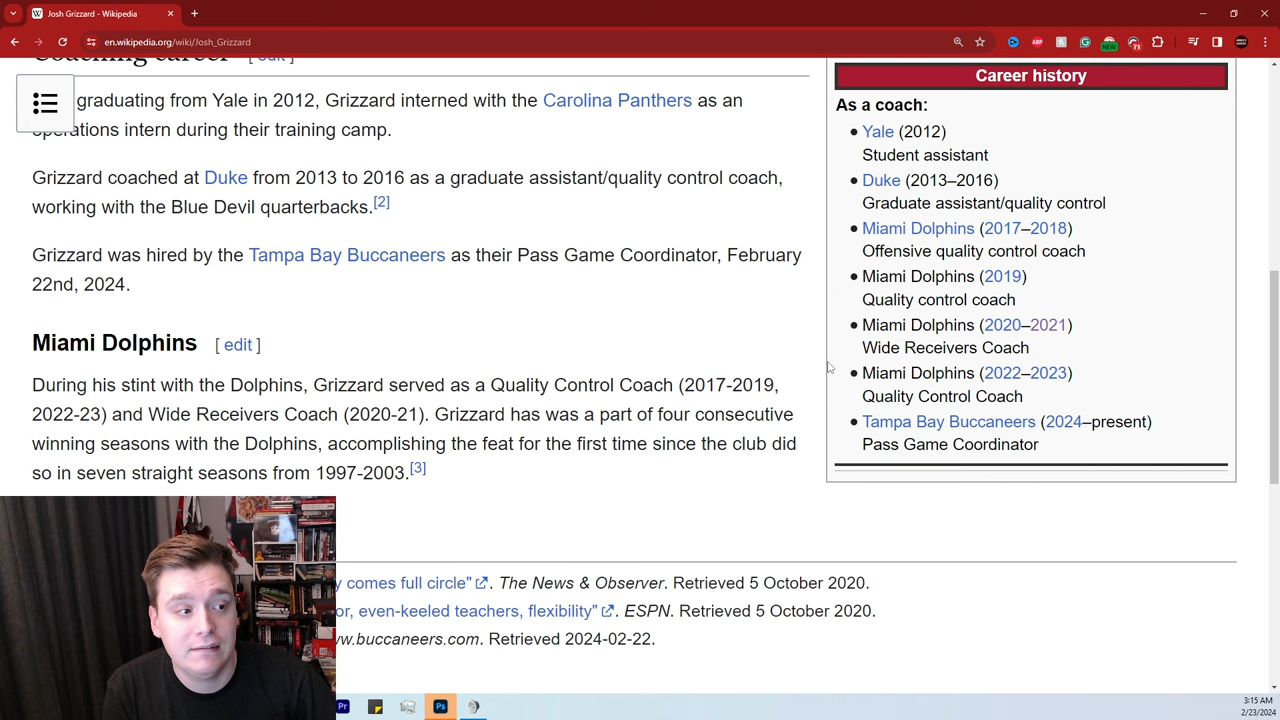 Josh Grizzard - Wikipedia
en.wikipedia.org/wiki/Josh_Grizzard
NEW
71
Coaching career [ edit ]
graduating from Yale in 2012, Grizzard interned with the Carolina Panthers as an
operations intern during their training camp.
Grizzard coached at Duke from 2013 to 2016 as a graduate assistant/quality control coach,
working with the Blue Devil quarterbacks.[2]
Grizzard was hired by the Tampa Bay Buccaneers as their Pass Game Coordinator, February
22nd, 2024.
Miami Dolphins [ edit ]
During his stint with the Dolphins, Grizzard served as a Quality Control Coach (2017-2019,
2022-23) and Wide Receivers Coach (2020-21). Grizzard has was a part of four consecutive
winning seasons with the Dolphins, accomplishing the feat for the first time since the club did
so in seven straight seasons from 1997-2003.[3]
Career history
As a coach:
• Yale (2012)
Student assistant
• Duke (2013–2016)
Graduate assistant/quality control
• Miami Dolphins (2017–2018)
Offensive quality control coach
• Miami Dolphins (2019)
Quality control coach
• Miami Dolphins (2020–2021)
Wide Receivers Coach
• Miami Dolphins (2022–2023)
Quality Control Coach
• Tampa Bay Buccaneers (2024–present)
Pass Game Coordinator
y comes full circle" . The News & Observer. Retrieved 5 October 2020.
or, even-keeled teachers, flexibility" . ESPN. Retrieved 5 October 2020.
ww.buccaneers.com. Retrieved 2024-02-22.
Pr
Ps
3:15 AM
2/23/2024